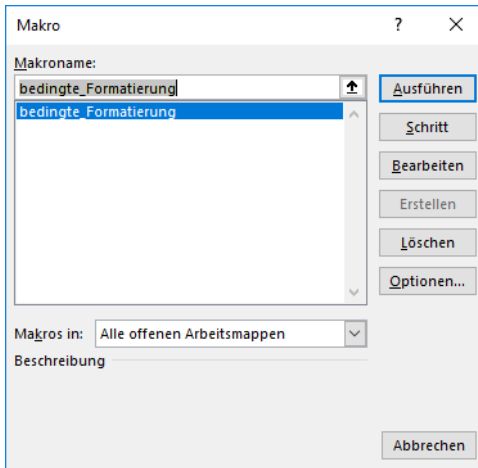 Makro
Makroname:
bedingte_Formatierung
bedingte_Formatierung
Ausführen
Schritt
Bearbeiten
Erstellen
Löschen
Optionen...
Makros in: Alle offenen Arbeitsmappen
Beschreibung
Abbrechen